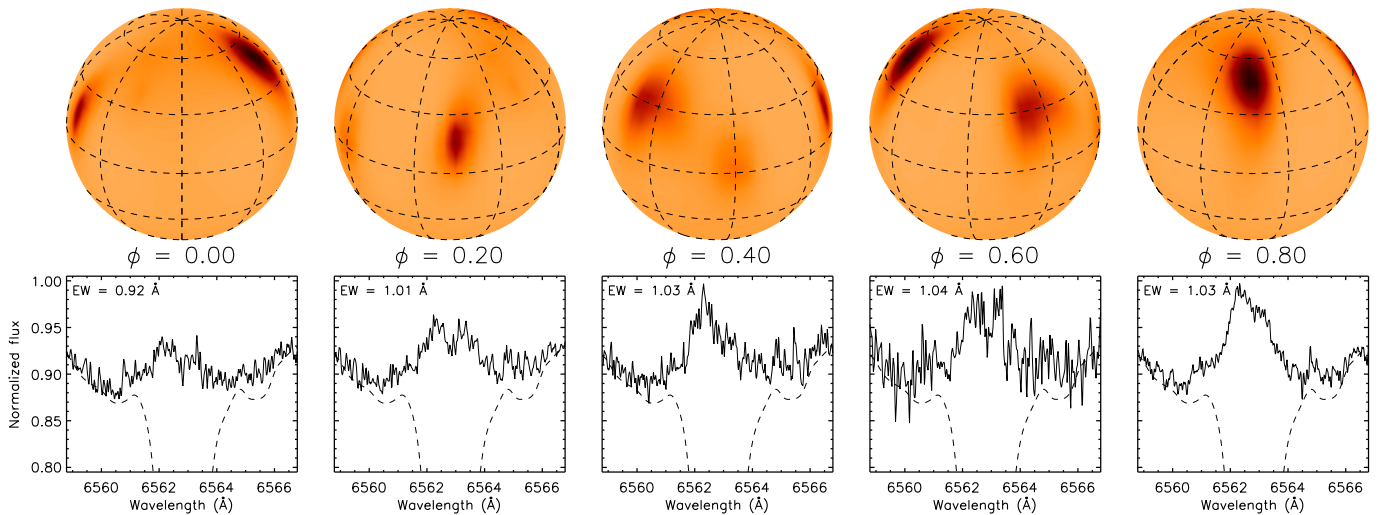 ϕ = 0.00 ϕ = 0.20 ϕ = 0.40 ϕ = 0.60 ϕ = 0.80
EW = 0.92 Å EW = 1.01 Å EW = 1.03 Å EW = 1.04 Å EW = 1.03 Å
1.00
0.95
0.90
0.85
0.80
Normalized flux
6560 6562 6564 6566 6560 6562 6564 6566 6560 6562 6564 6566 6560 6562 6564 6566 6560 6562 6564 6566
Wavelength (Å) Wavelength (Å) Wavelength (Å) Wavelength (Å) Wavelength (Å)